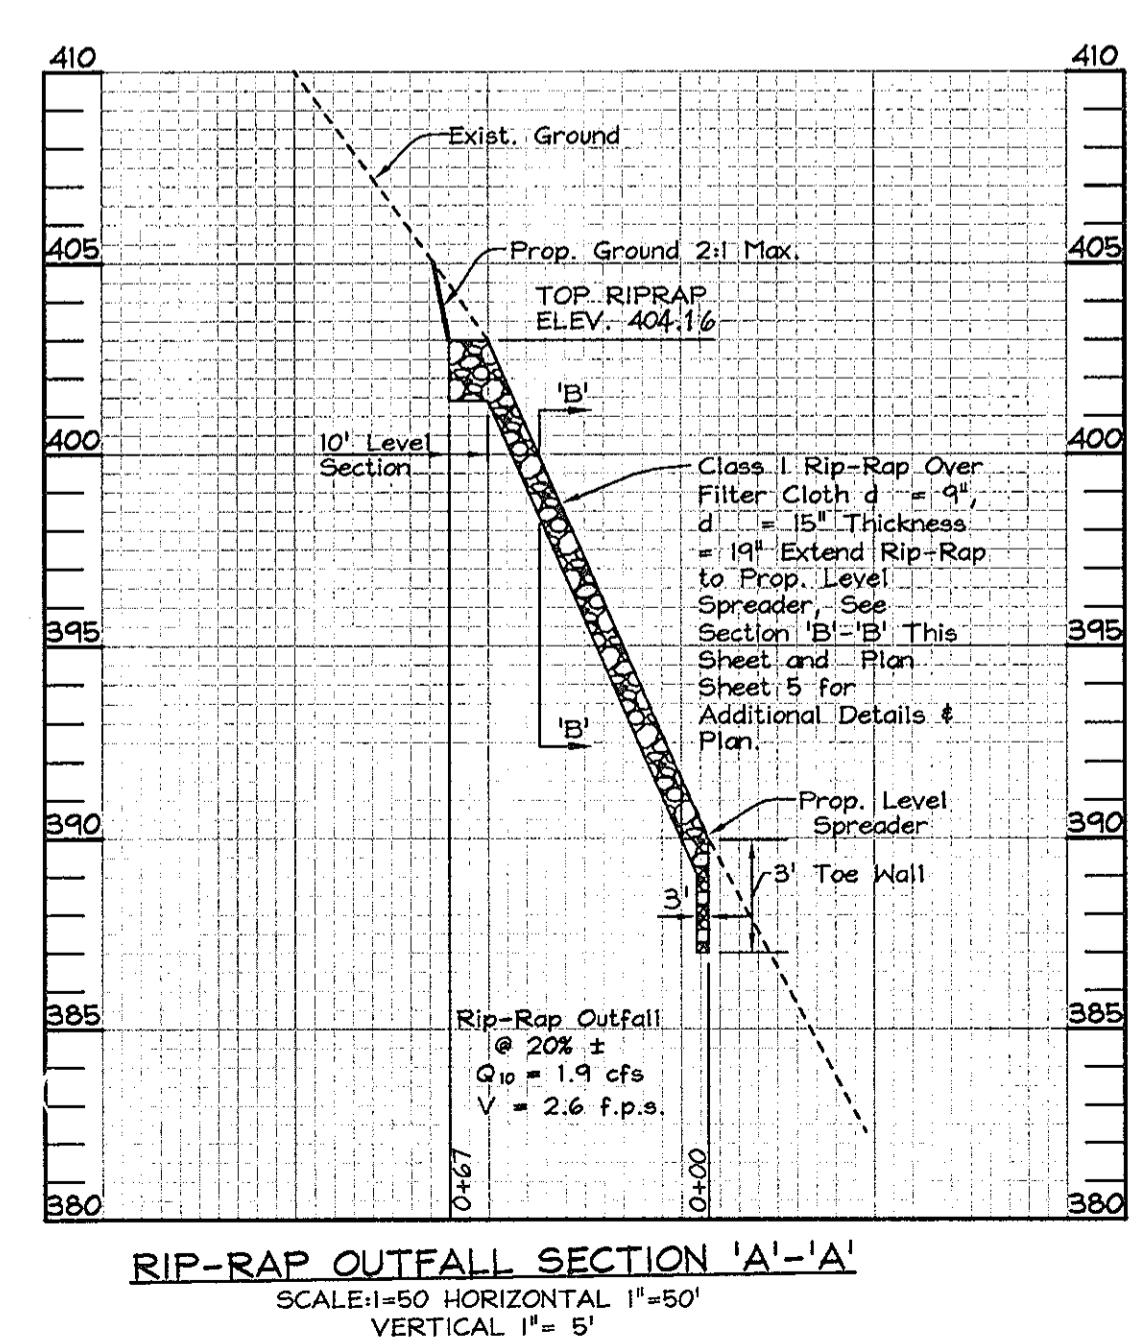 410
410
Exist. Ground
405
405
Prop. Ground 2:1 Max.
TOP RIPRAP
ELEV. 404.16
'B'
400
400
10' Level
Section
Class 1 Rip-Rap Over
Filter Cloth d = 9",
d = 15" Thickness
= 19" Extend Rip-Rap
to Prop. Level
Spreader, See
Section 'B'-'B' This
Sheet and Plan
Sheet 5 for
Additional Details &
Plan.
395
395
'B'
Prop. Level
Spreader
390
390
3' Toe Wall
3'
385
385
Rip-Rap Outfall
@ 20% ±
Q10 = 1.9 cfs
V = 2.6 f.p.s.
0+67
0+00
380
380
RIP-RAP OUTFALL SECTION 'A'-'A'
SCALE:1=50 HORIZONTAL 1"=50'
VERTICAL 1"= 5'